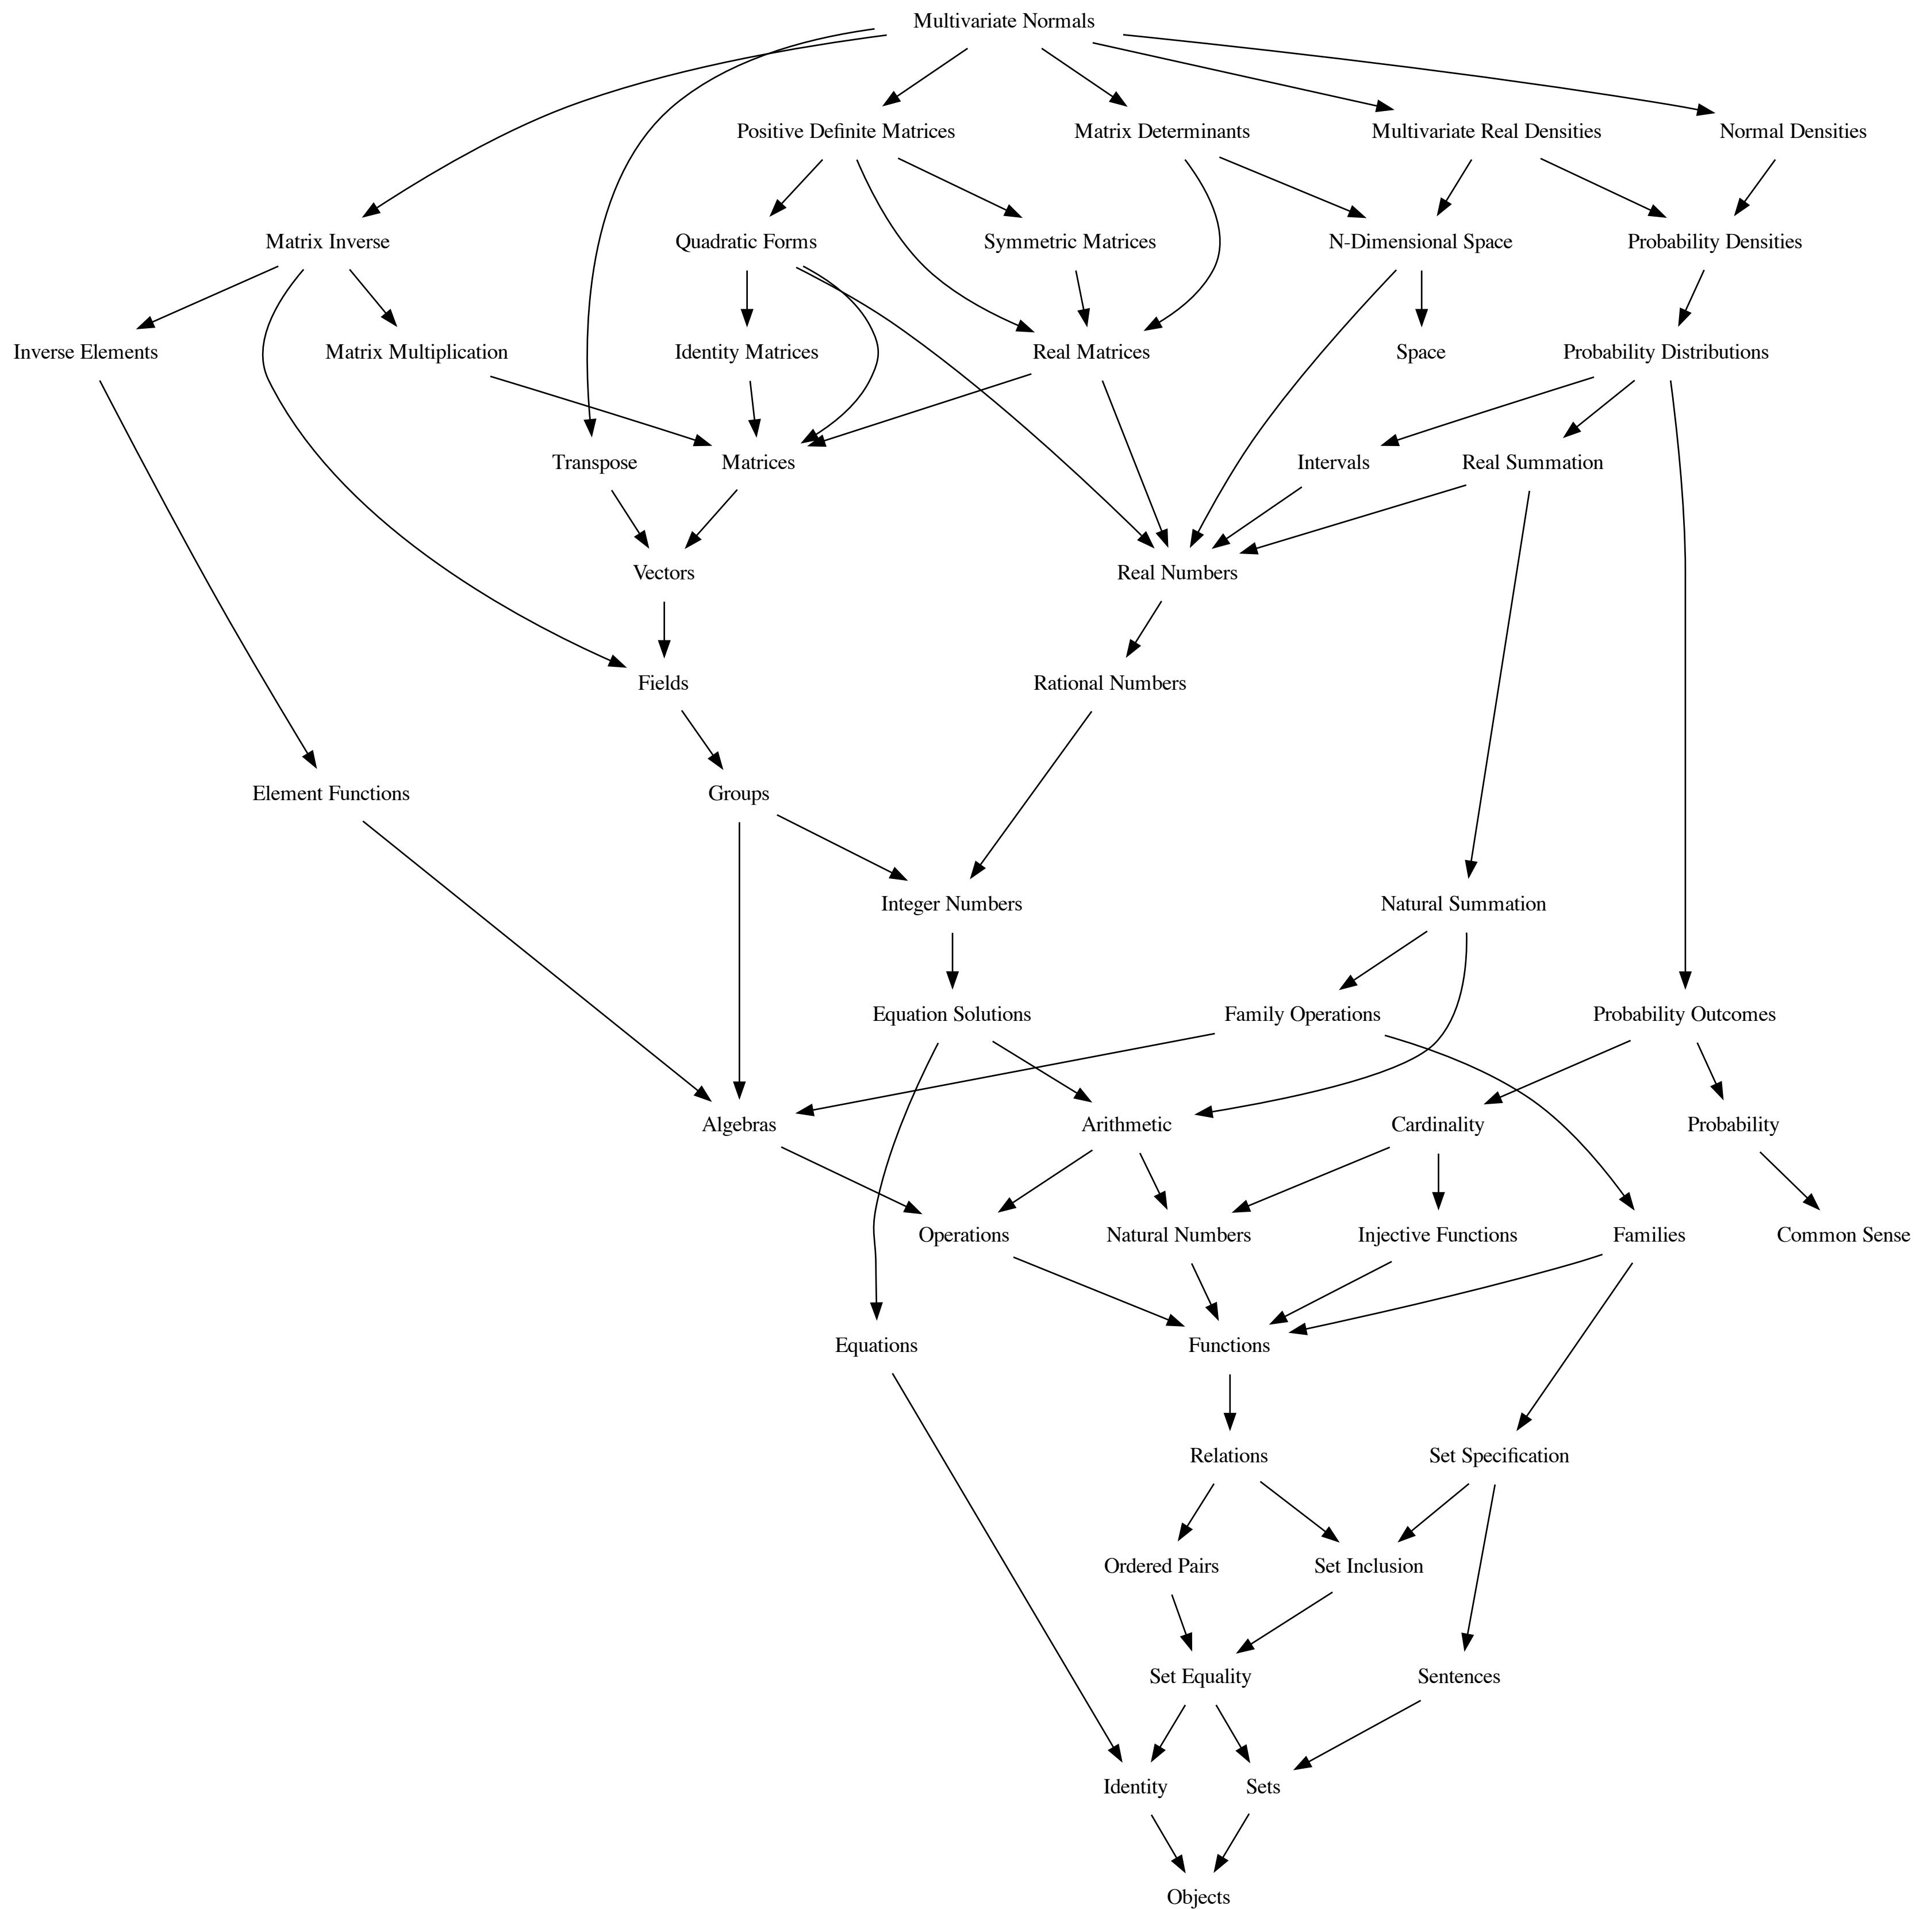 Multivariate Normals
Positive Definite Matrices
Matrix Determinants
Multivariate Real Densities
Normal Densities
Matrix Inverse
Quadratic Forms
Symmetric Matrices
N-Dimensional Space
Probability Densities
Inverse Elements
Matrix Multiplication
Identity Matrices
Real Matrices
Space
Probability Distributions
Transpose
Matrices
Intervals
Real Summation
Vectors
Real Numbers
Fields
Rational Numbers
Element Functions
Groups
Integer Numbers
Natural Summation
Equation Solutions
Family Operations
Probability Outcomes
Algebras
Arithmetic
Cardinality
Probability
Operations
Natural Numbers
Injective Functions
Families
Common Sense
Equations
Functions
Relations
Set Specification
Ordered Pairs
Set Inclusion
Set Equality
Sentences
Identity
Sets
Objects